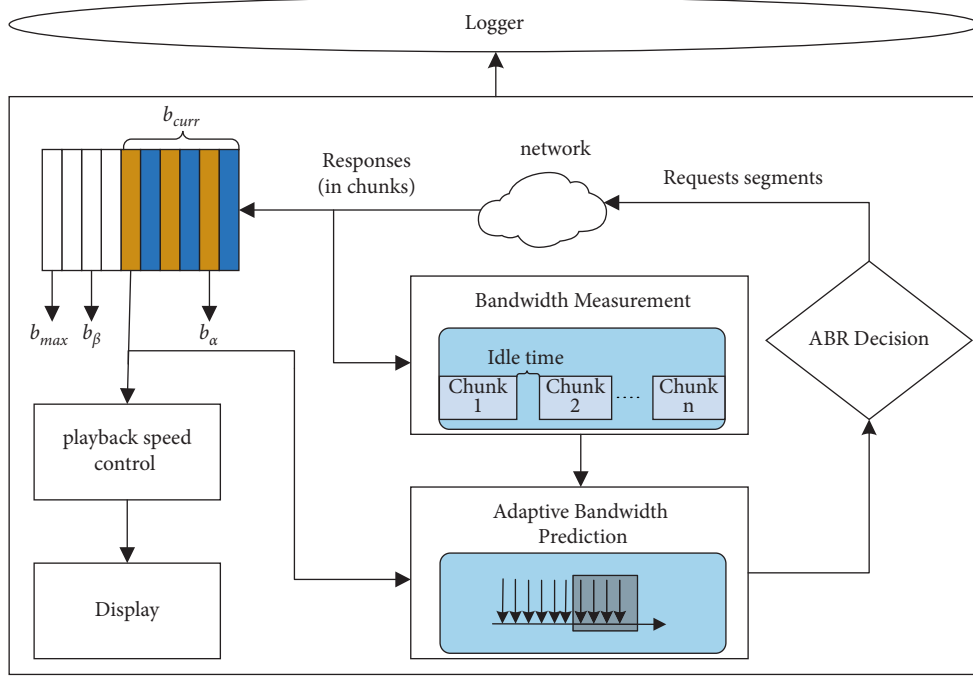 Logger
b_curr
Responses
(in chunks)
network
Requests segments
b_max
b_β
b_α
Bandwidth Measurement
Idle time
Chunk
1
Chunk
2
....
Chunk
n
ABR Decision
playback speed
control
Adaptive Bandwidth
Prediction
Display